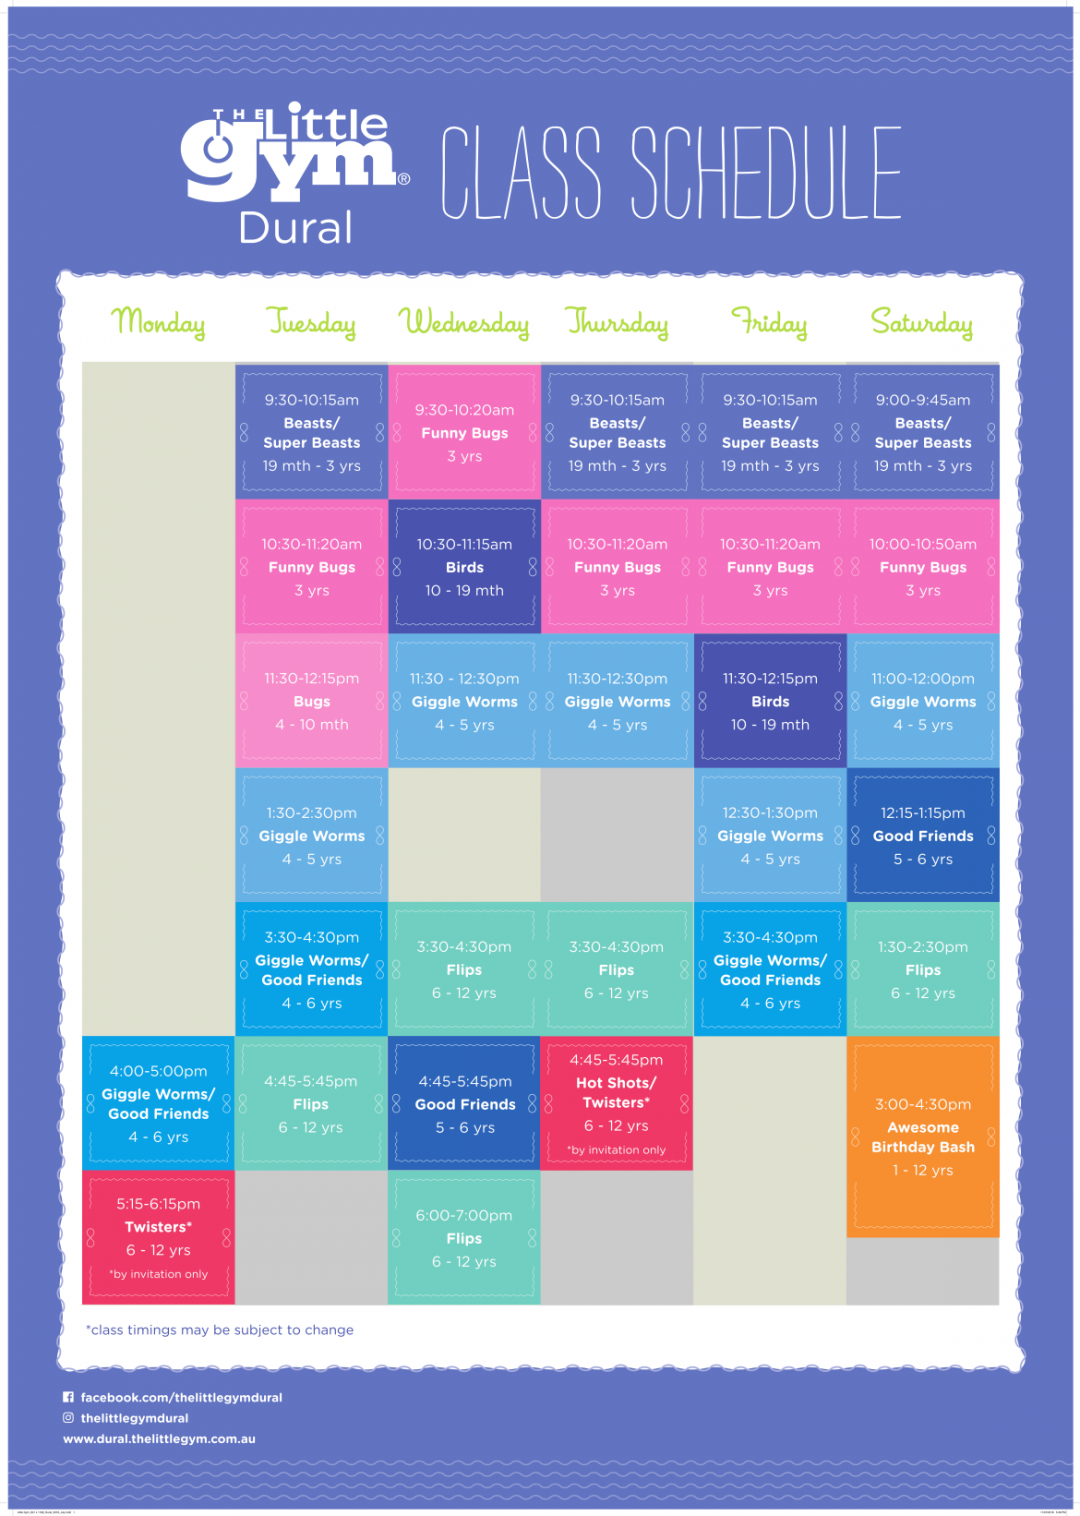 THE Little
gym®
Dural
CLASS SCHEDULE
Monday Tuesday Wednesday Thursday Friday Saturday
9:30-10:15am
Beasts/
Super Beasts
19 mth - 3 yrs
9:30-10:20am
Funny Bugs
3 yrs
9:30-10:15am
Beasts/
Super Beasts
19 mth - 3 yrs
9:30-10:15am
Beasts/
Super Beasts
19 mth - 3 yrs
9:00-9:45am
Beasts/
Super Beasts
19 mth - 3 yrs
10:30-11:20am
Funny Bugs
3 yrs
10:30-11:15am
Birds
10 - 19 mth
10:30-11:20am
Funny Bugs
3 yrs
10:30-11:20am
Funny Bugs
3 yrs
10:00-10:50am
Funny Bugs
3 yrs
11:30-12:15pm
Bugs
4 - 10 mth
11:30 - 12:30pm
Giggle Worms
4 - 5 yrs
11:30-12:30pm
Giggle Worms
4 - 5 yrs
11:30-12:15pm
Birds
10 - 19 mth
11:00-12:00pm
Giggle Worms
4 - 5 yrs
1:30-2:30pm
Giggle Worms
4 - 5 yrs
12:30-1:30pm
Giggle Worms
4 - 5 yrs
12:15-1:15pm
Good Friends
5 - 6 yrs
3:30-4:30pm
Giggle Worms/
Good Friends
4 - 6 yrs
3:30-4:30pm
Flips
6 - 12 yrs
3:30-4:30pm
Flips
6 - 12 yrs
3:30-4:30pm
Giggle Worms/
Good Friends
4 - 6 yrs
1:30-2:30pm
Flips
6 - 12 yrs
4:00-5:00pm
Giggle Worms/
Good Friends
4 - 6 yrs
4:45-5:45pm
Flips
6 - 12 yrs
4:45-5:45pm
Good Friends
5 - 6 yrs
4:45-5:45pm
Hot Shots/
Twisters*
6 - 12 yrs
*by invitation only
3:00-4:30pm
Awesome
Birthday Bash
1 - 12 yrs
5:15-6:15pm
Twisters*
6 - 12 yrs
*by invitation only
6:00-7:00pm
Flips
6 - 12 yrs
*class timings may be subject to change
facebook.com/thelittlegymdural
thelittlegymdural
www.dural.thelittlegym.com.au